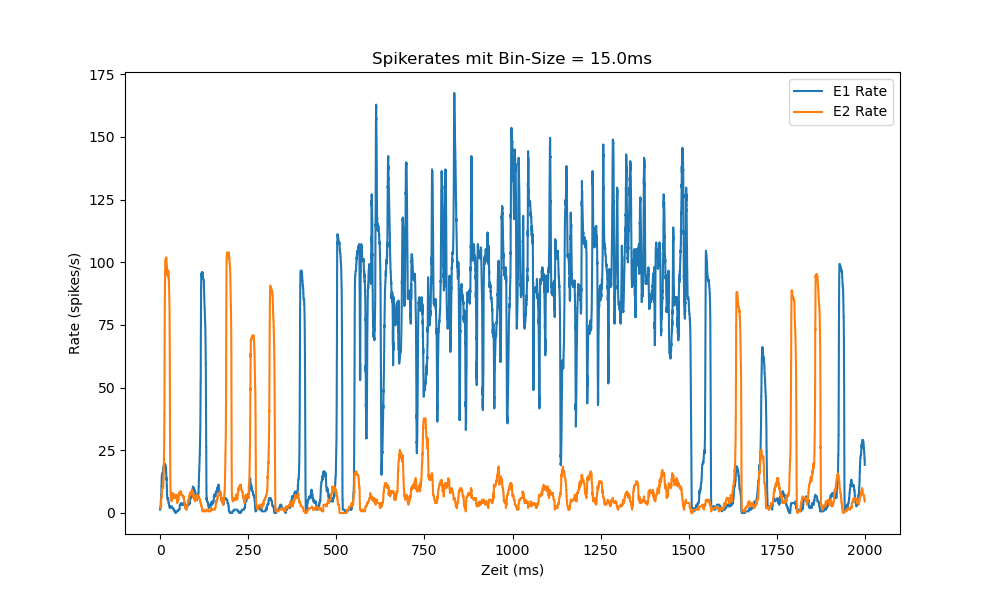 Spikerates mit Bin-Size = 15.0ms
E1 Rate
E2 Rate
Rate (spikes/s)
175
150
125
100
75
50
25
0
0 250 500 750 1000 1250 1500 1750 2000
Zeit (ms)